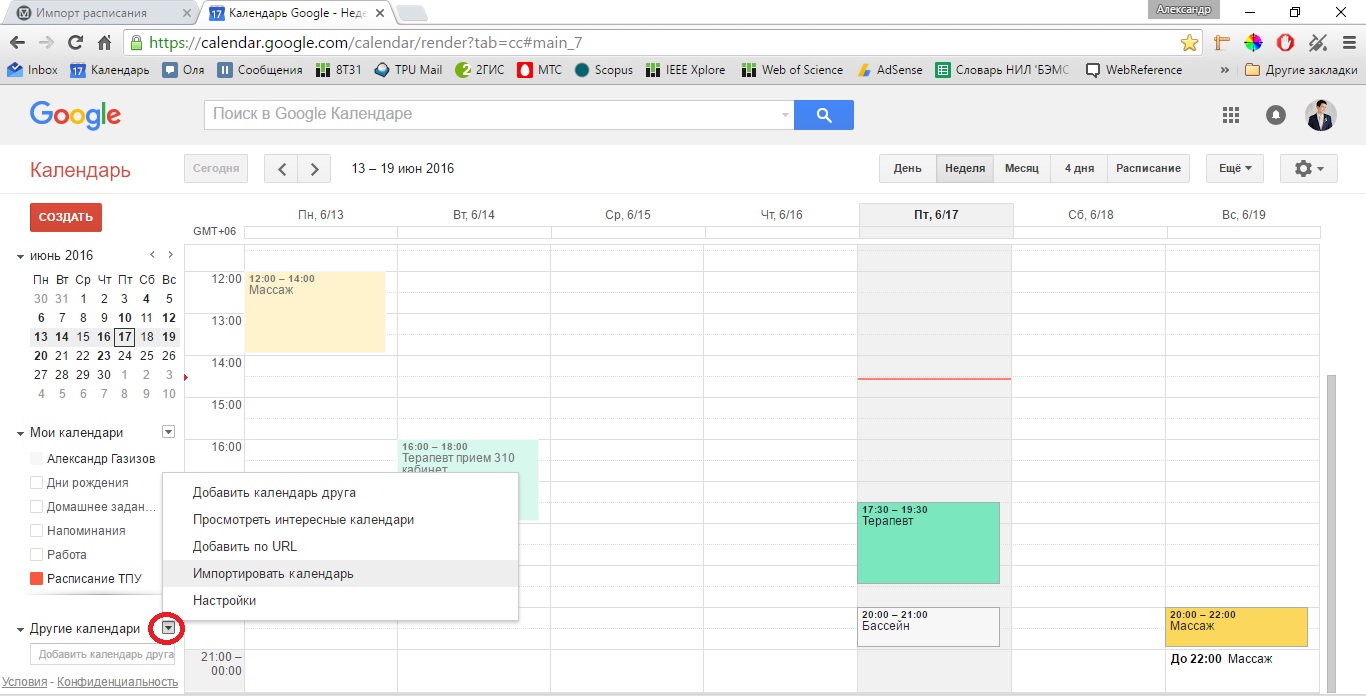 Импорт расписания
Календарь Google - Неде
Александр
https://calendar.google.com/calendar/render?tab=cc#main_7
Inbox Календарь Оля Сообщения 8Т31 TPU Mail 2ГИС МТС Scopus IEEE Xplore Web of Science AdSense Словарь НИЛ 'БЭМС WebReference » Другие закладки
Google
Поиск в Google Календаре
Календарь
Сегодня
13 – 19 июн 2016
День Неделя Месяц 4 дня Расписание Ещё
СОЗДАТЬ
Пн, 6/13 Вт, 6/14 Ср, 6/15 Чт, 6/16 Пт, 6/17 Сб, 6/18 Вс, 6/19
GMT+06
июнь 2016
Пн Вт Ср Чт Пт Сб Вс
30 31 1 2 3 4 5
6 7 8 9 10 11 12
13 14 15 16 17 18 19
20 21 22 23 24 25 26
27 28 29 30 1 2 3
4 5 6 7 8 9 10
12:00
13:00
14:00
15:00
16:00
21:00 –
00:00
12:00 – 14:00
Массаж
16:00 – 18:00
Терапевт прием 310
кабинет
17:30 – 19:30
Терапевт
20:00 – 21:00
Бассейн
20:00 – 22:00
Массаж
До 22:00 Массаж
Мои календари
Александр Газизов
Дни рождения
Домашнее задан...
Напоминания
Работа
Расписание ТПУ
Добавить календарь друга
Просмотреть интересные календари
Добавить по URL
Импортировать календарь
Настройки
Другие календари
Добавить календарь друга
Условия - Конфиденциальность